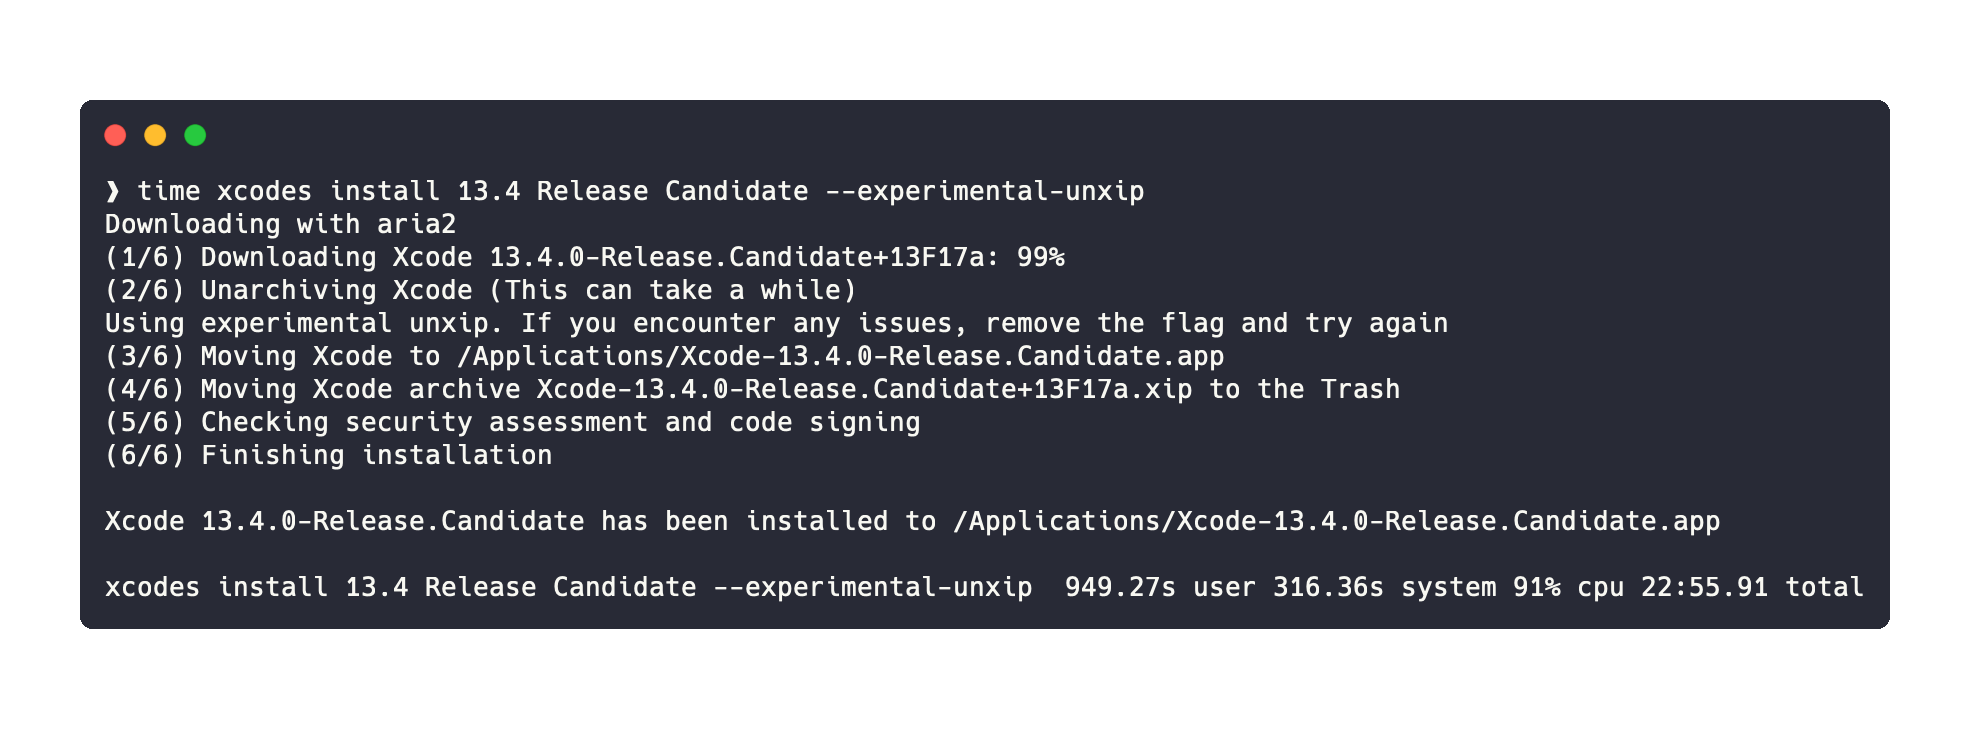 ❯ time xcodes install 13.4 Release Candidate --experimental-unxip
Downloading with aria2
(1/6) Downloading Xcode 13.4.0-Release.Candidate+13F17a: 99%
(2/6) Unarchiving Xcode (This can take a while)
Using experimental unxip. If you encounter any issues, remove the flag and try again
(3/6) Moving Xcode to /Applications/Xcode-13.4.0-Release.Candidate.app
(4/6) Moving Xcode archive Xcode-13.4.0-Release.Candidate+13F17a.xip to the Trash
(5/6) Checking security assessment and code signing
(6/6) Finishing installation
Xcode 13.4.0-Release.Candidate has been installed to /Applications/Xcode-13.4.0-Release.Candidate.app
xcodes install 13.4 Release Candidate --experimental-unxip  949.27s user 316.36s system 91% cpu 22:55.91 total